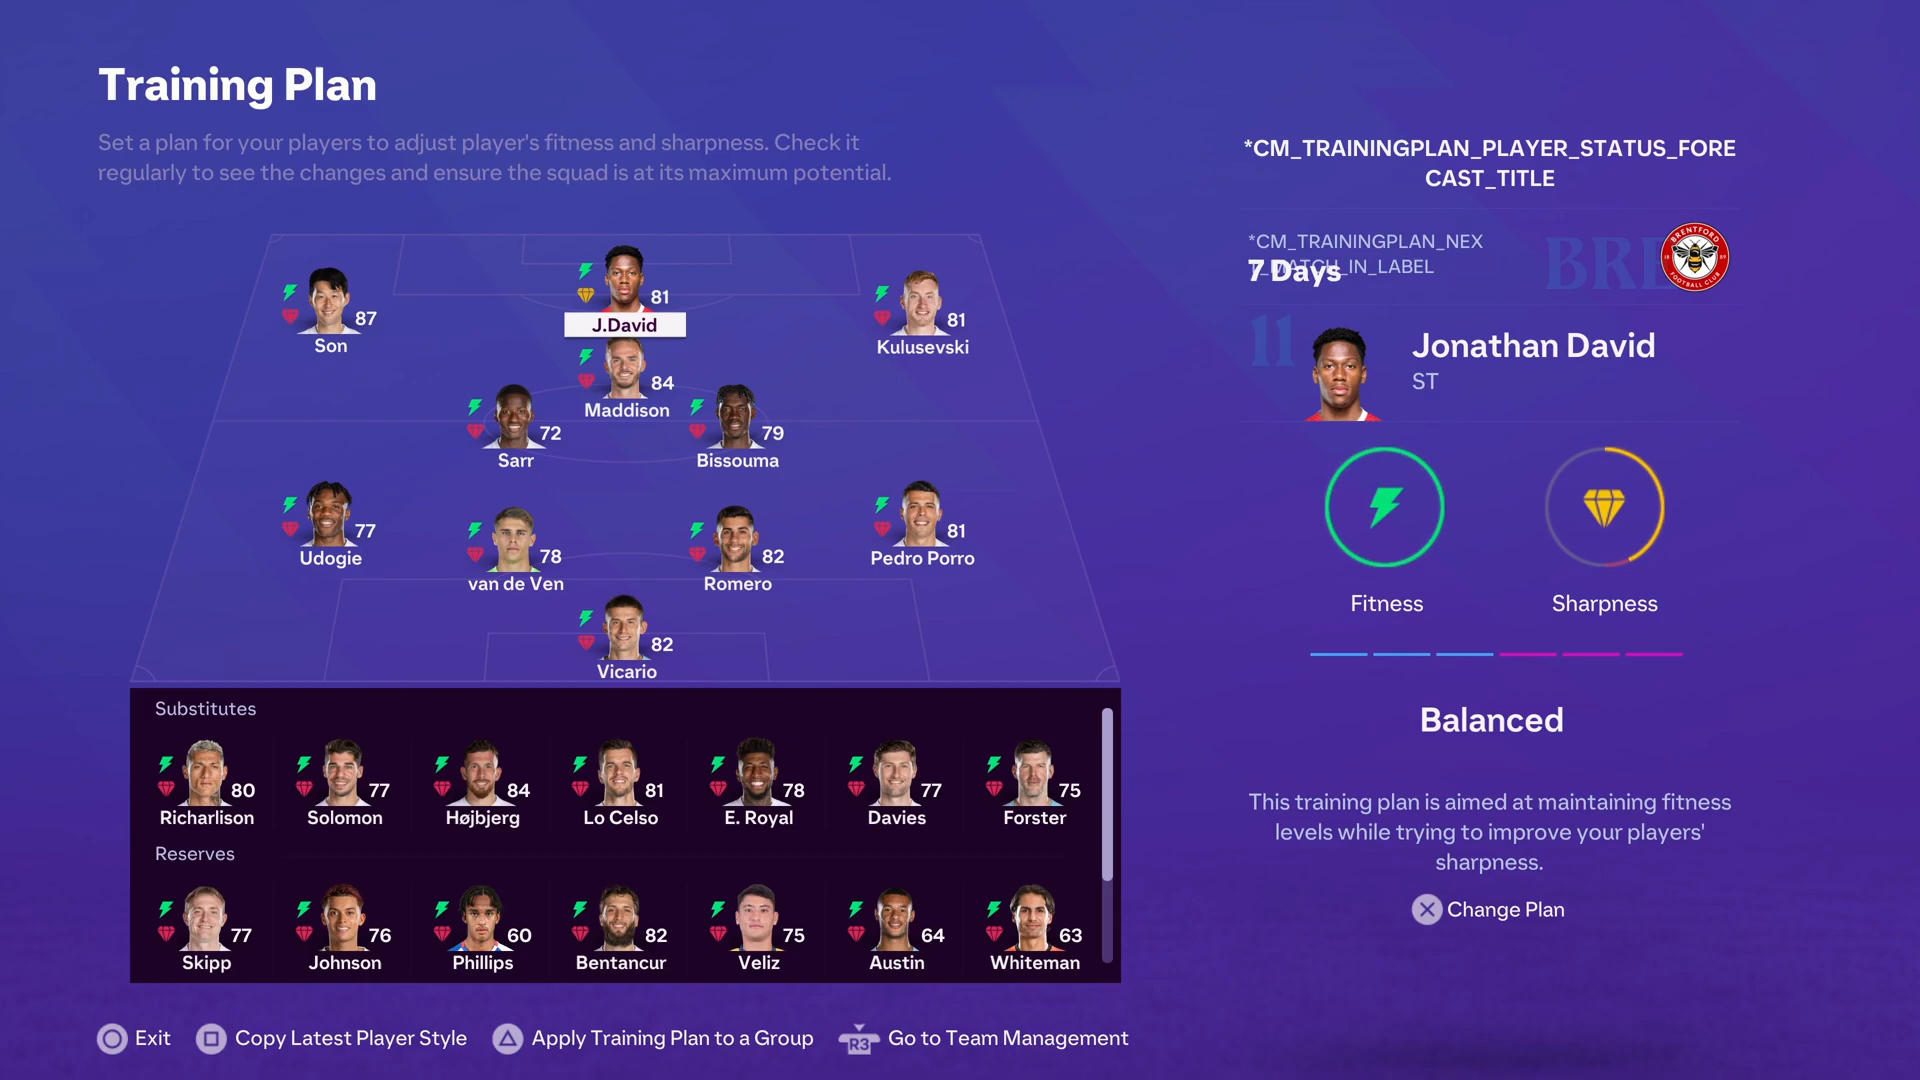 Training Plan
Set a plan for your players to adjust player's fitness and sharpness. Check it
regularly to see the changes and ensure the squad is at its maximum potential.
*CM_TRAININGPLAN_PLAYER_STATUS_FORE
CAST_TITLE
*CM_TRAININGPLAN_NEX
7 Days
BRE
BRENTFORD
FOOTBALL CLUB
11
Jonathan David
ST
Fitness
Sharpness
Balanced
This training plan is aimed at maintaining fitness
levels while trying to improve your players'
sharpness.
Change Plan
87
Son
81
J.David
81
Kulusevski
84
Maddison
72
Sarr
79
Bissouma
77
Udogie
78
van de Ven
82
Romero
81
Pedro Porro
82
Vicario
Substitutes
80
Richarlison
77
Solomon
84
Højbjerg
81
Lo Celso
78
E. Royal
77
Davies
75
Forster
Reserves
77
Skipp
76
Johnson
60
Phillips
82
Bentancur
75
Veliz
64
Austin
63
Whiteman
Exit
Copy Latest Player Style
Apply Training Plan to a Group
R3
Go to Team Management